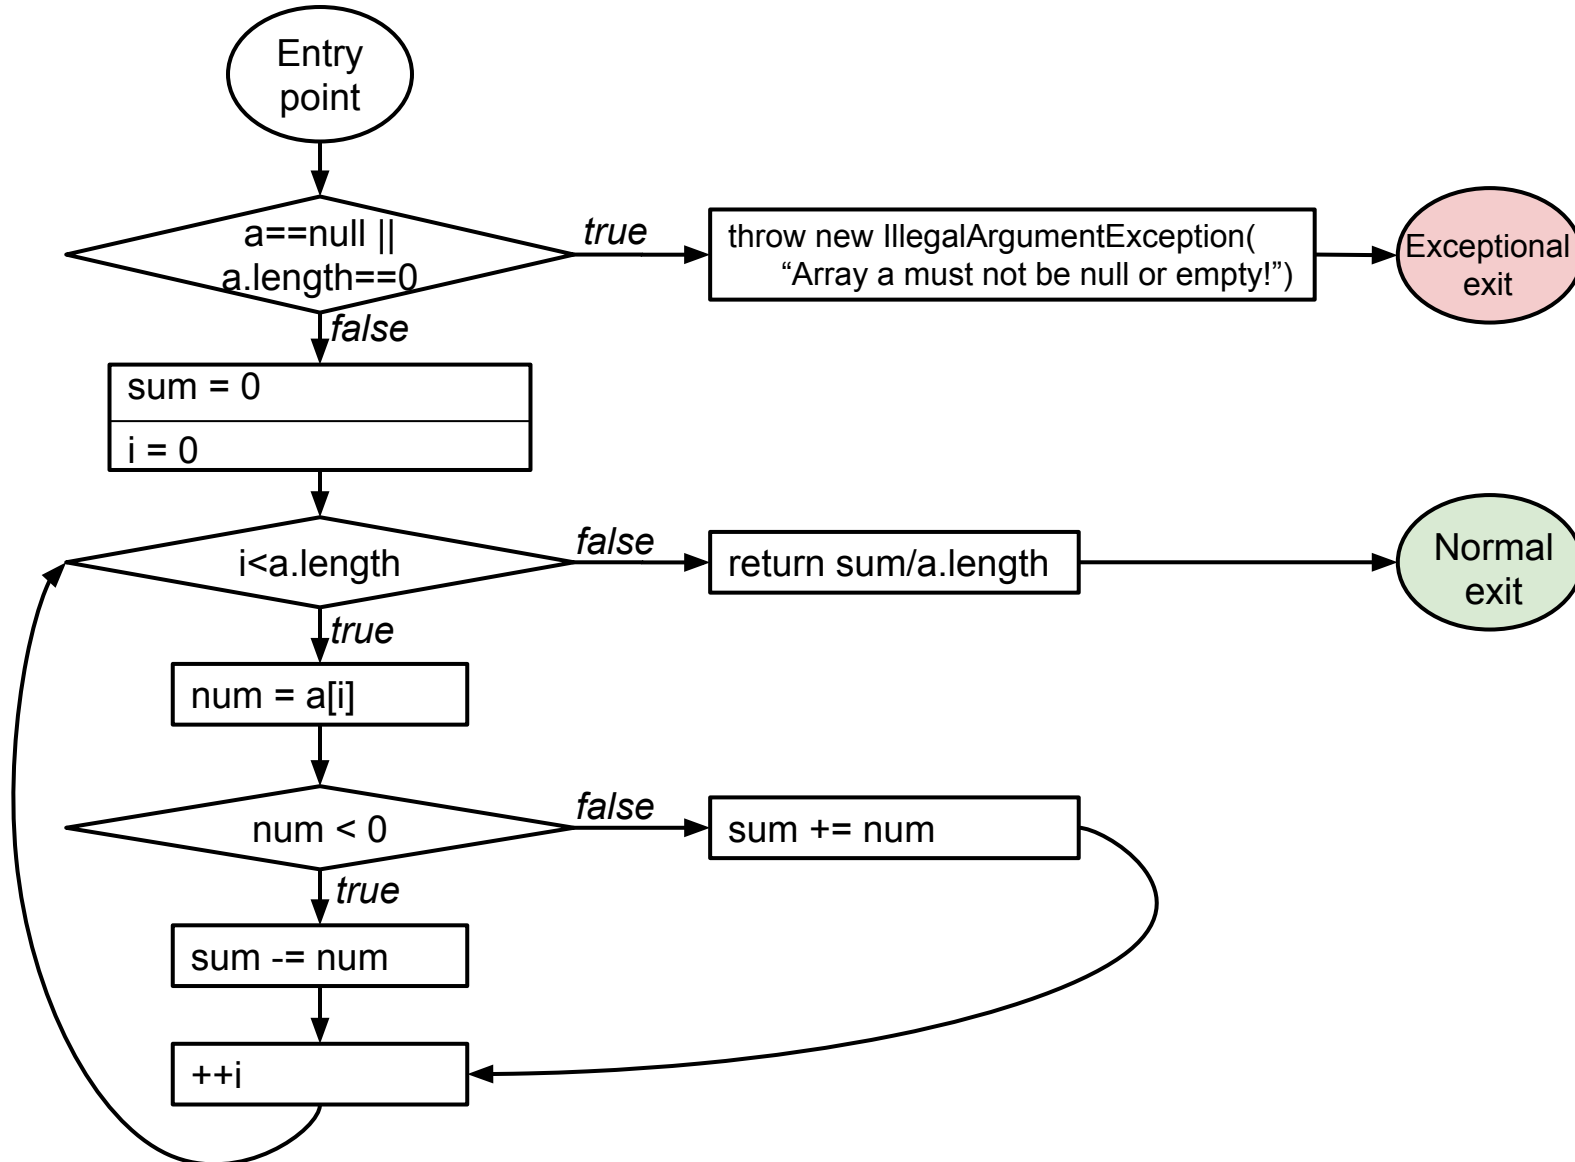 Entry
point
a==null ||
a.length==0
true
throw new IllegalArgumentException(
“Array a must not be null or empty!”)
Exceptional
exit
false
sum = 0
i = 0
i<a.length
false
return sum/a.length
Normal
exit
true
num = a[i]
num < 0
false
sum += num
true
sum -= num
++i